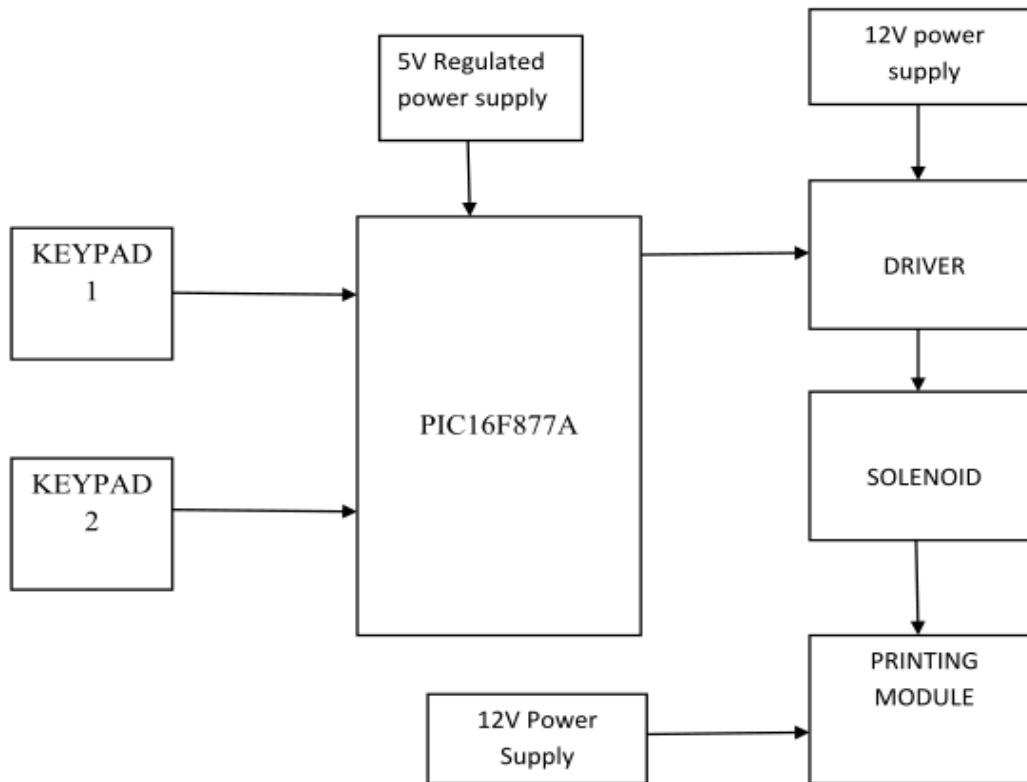 5V Regulated
power supply
12V power
supply
KEYPAD
1
PIC16F877A
DRIVER
KEYPAD
2
SOLENOID
PRINTING
MODULE
12V Power
Supply